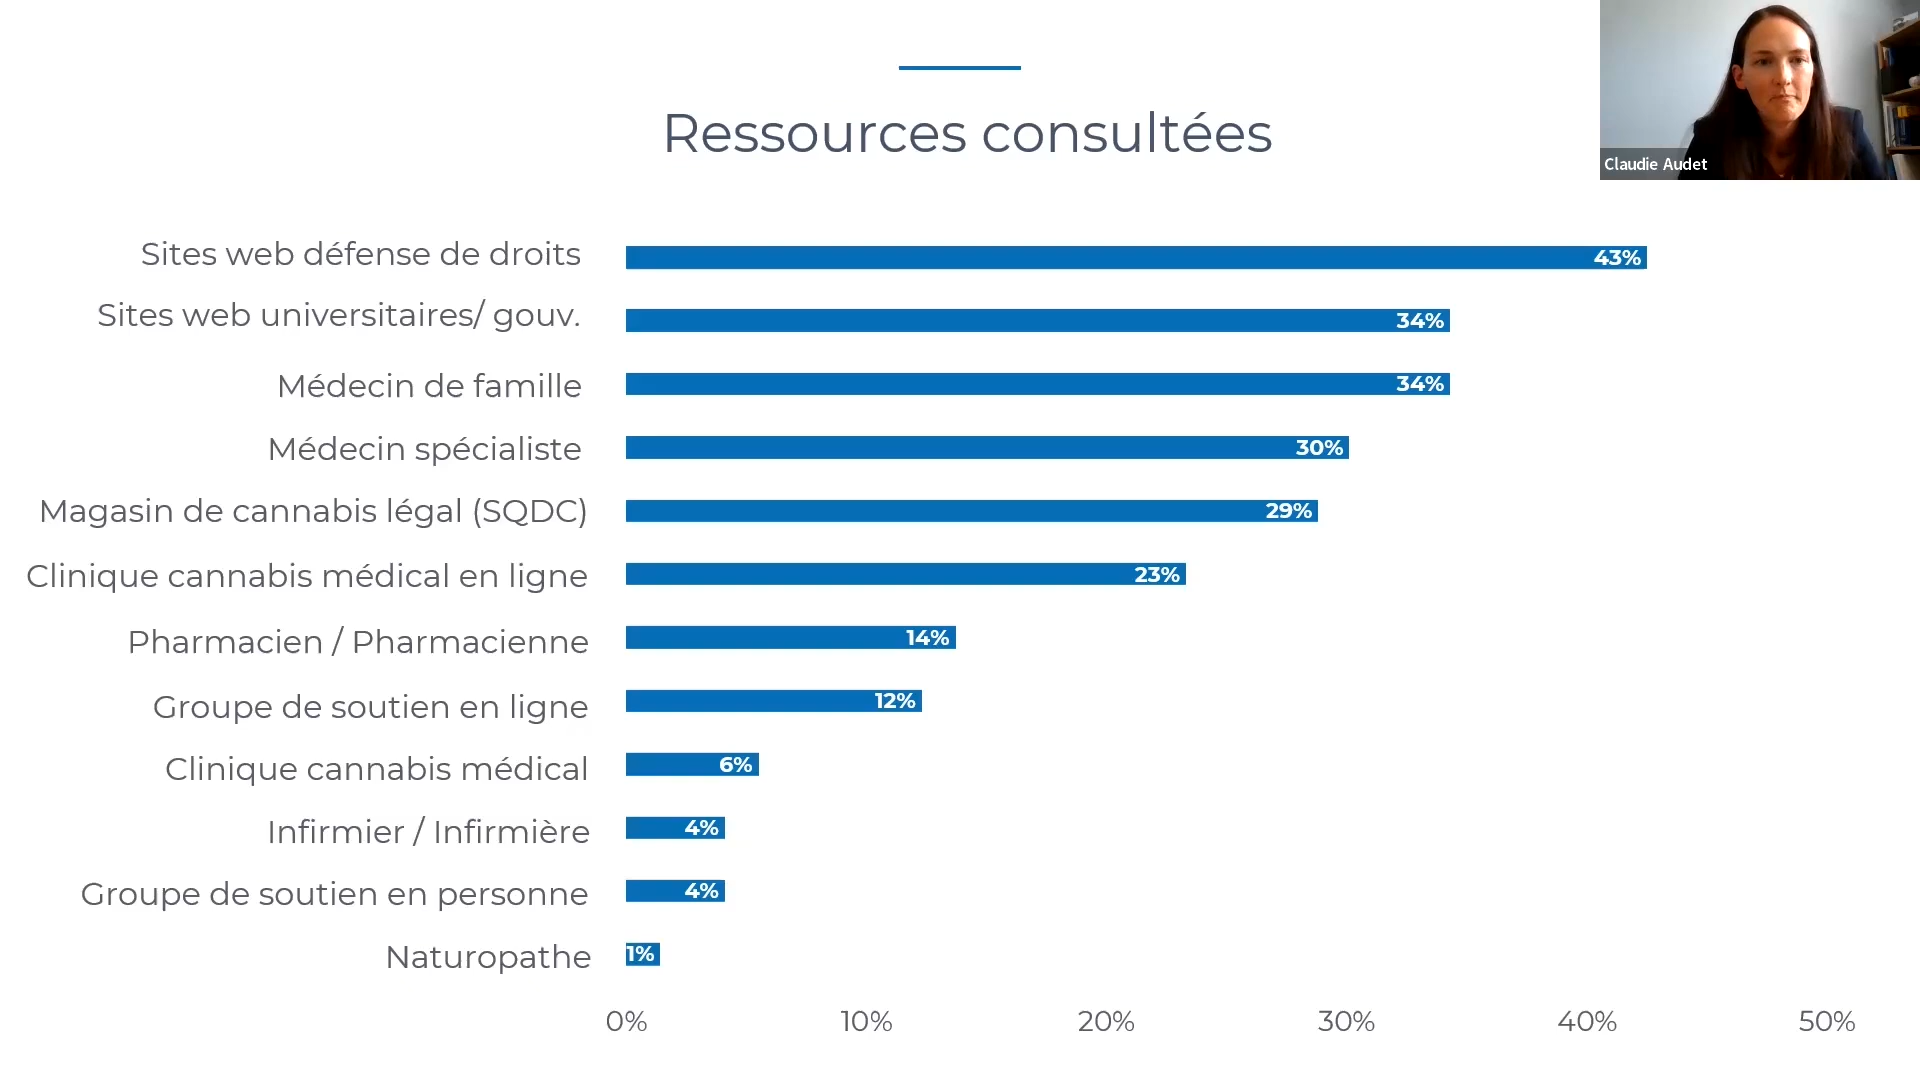 Ressources consultées
Claudie Audet
Sites web défense de droits 43%
Sites web universitaires/ gouv. 34%
Médecin de famille 34%
Médecin spécialiste 30%
Magasin de cannabis légal (SQDC) 29%
Clinique cannabis médical en ligne 23%
Pharmacien / Pharmacienne 14%
Groupe de soutien en ligne 12%
Clinique cannabis médical 6%
Infirmier / Infirmière 4%
Groupe de soutien en personne 4%
Naturopathe 1%
0% 10% 20% 30% 40% 50%